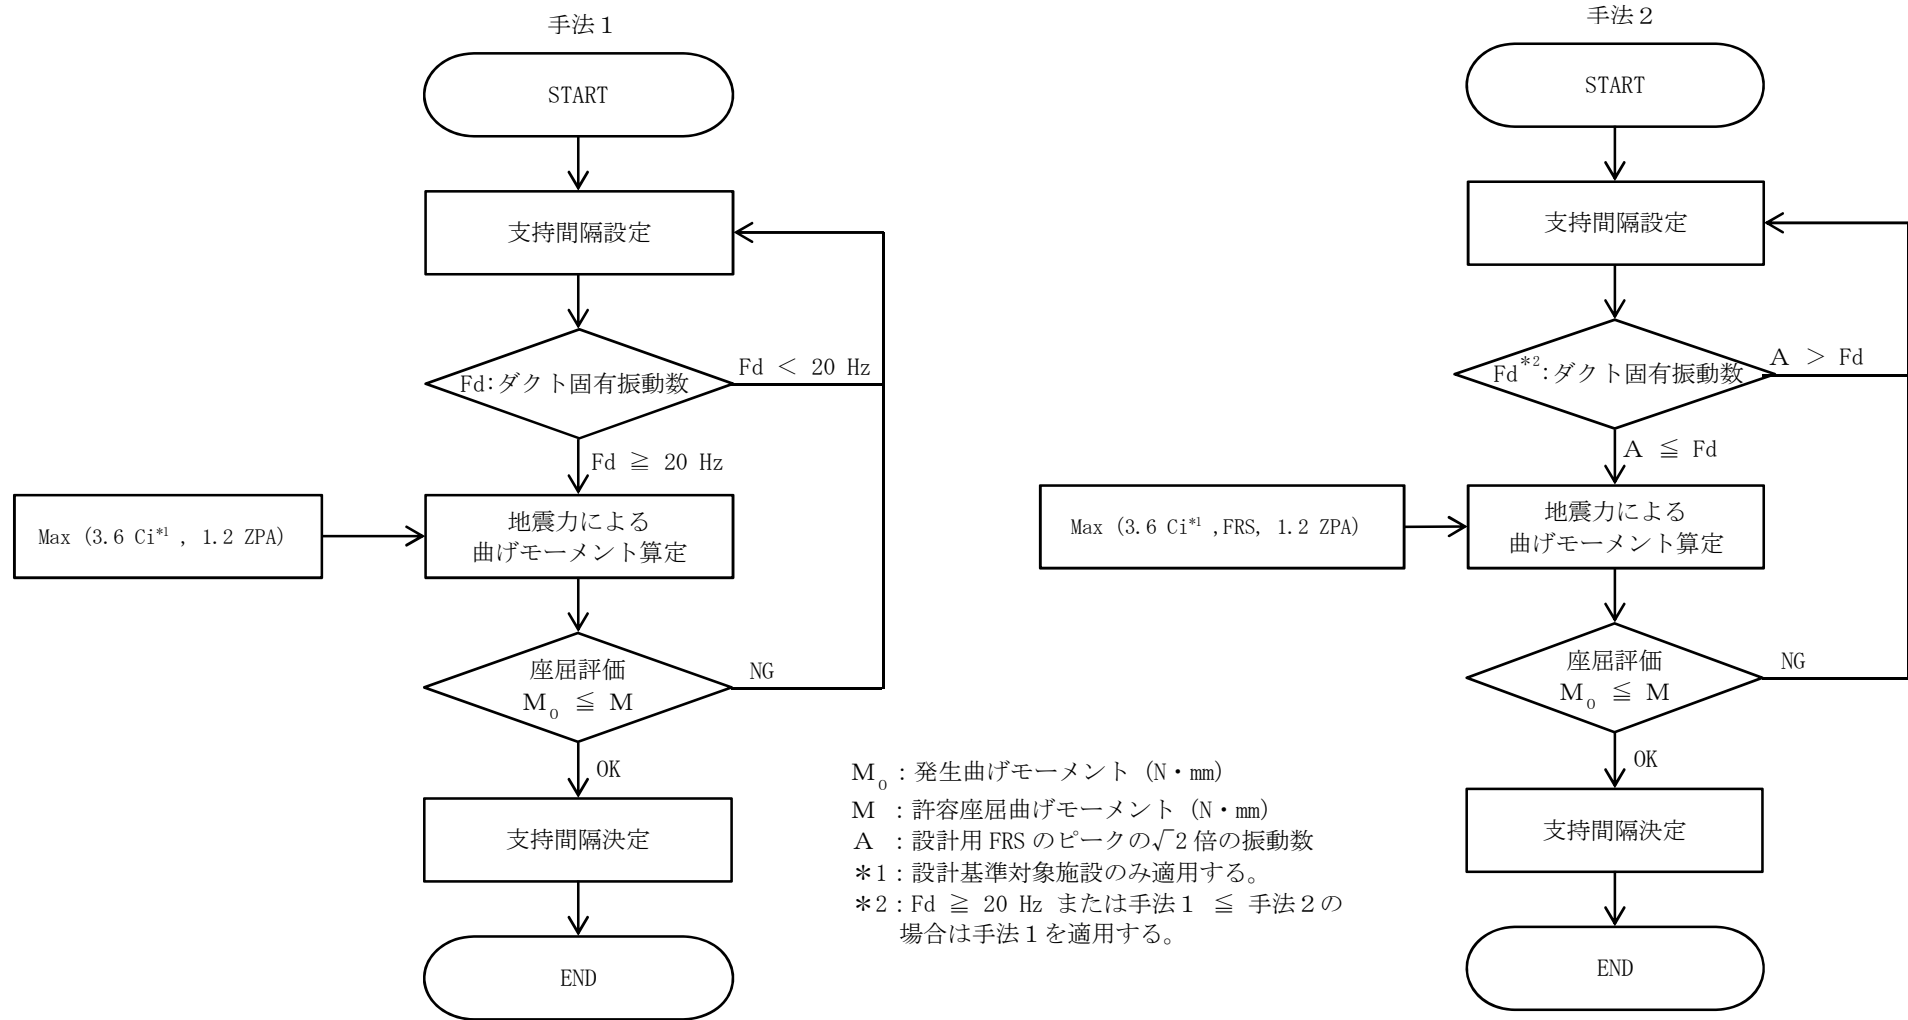 手法１
START
支持間隔設定
Fd:ダクト固有振動数
Fd ＜ 20 Hz
Fd ≧ 20 Hz
Max (3.6 Ci*1 , 1.2 ZPA)
地震力による
曲げモーメント算定
座屈評価
M0 ≦ M
NG
OK
支持間隔決定
END
手法２
START
支持間隔設定
Fd*2:ダクト固有振動数
A ＞ Fd
A ≦ Fd
Max (3.6 Ci*1 ,FRS, 1.2 ZPA)
地震力による
曲げモーメント算定
座屈評価
M0 ≦ M
NG
OK
支持間隔決定
END
M0：発生曲げモーメント (N・mm)
M ：許容座屈曲げモーメント (N・mm)
A ：設計用 FRS のピークの√2 倍の振動数
＊1：設計基準対象施設のみ適用する。
＊2：Fd ≧ 20 Hz または手法１ ≦ 手法２の
場合は手法１を適用する。